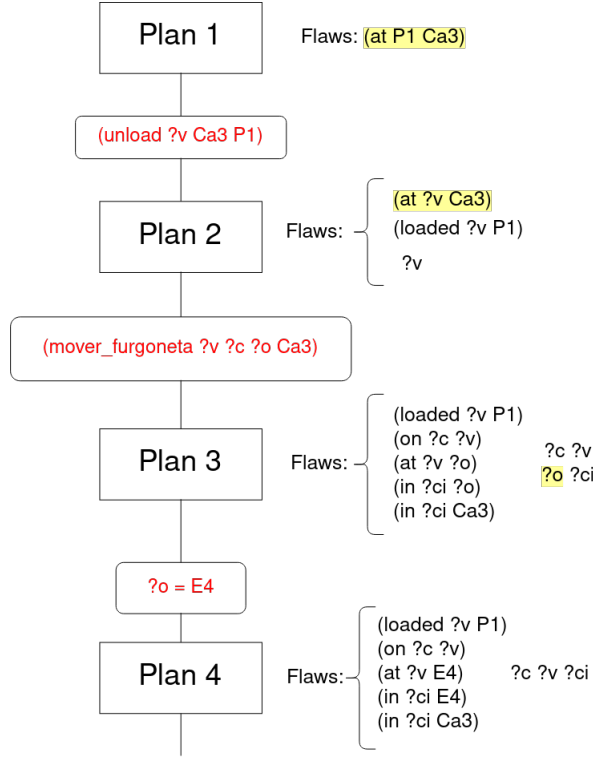 Plan 1
Flaws: (at P1 Ca3)
(unload ?v Ca3 P1)
Plan 2
Flaws:
(at ?v Ca3)
(loaded ?v P1)
?v
(mover_furgoneta ?v ?c ?o Ca3)
Plan 3
Flaws:
(loaded ?v P1)
(on ?c ?v)
(at ?v ?o)
(in ?ci ?o)
(in ?ci Ca3)
?c ?v
?o ?ci
?o = E4
Plan 4
Flaws:
(loaded ?v P1)
(on ?c ?v)
(at ?v E4)
(in ?ci E4)
(in ?ci Ca3)
?c ?v ?ci